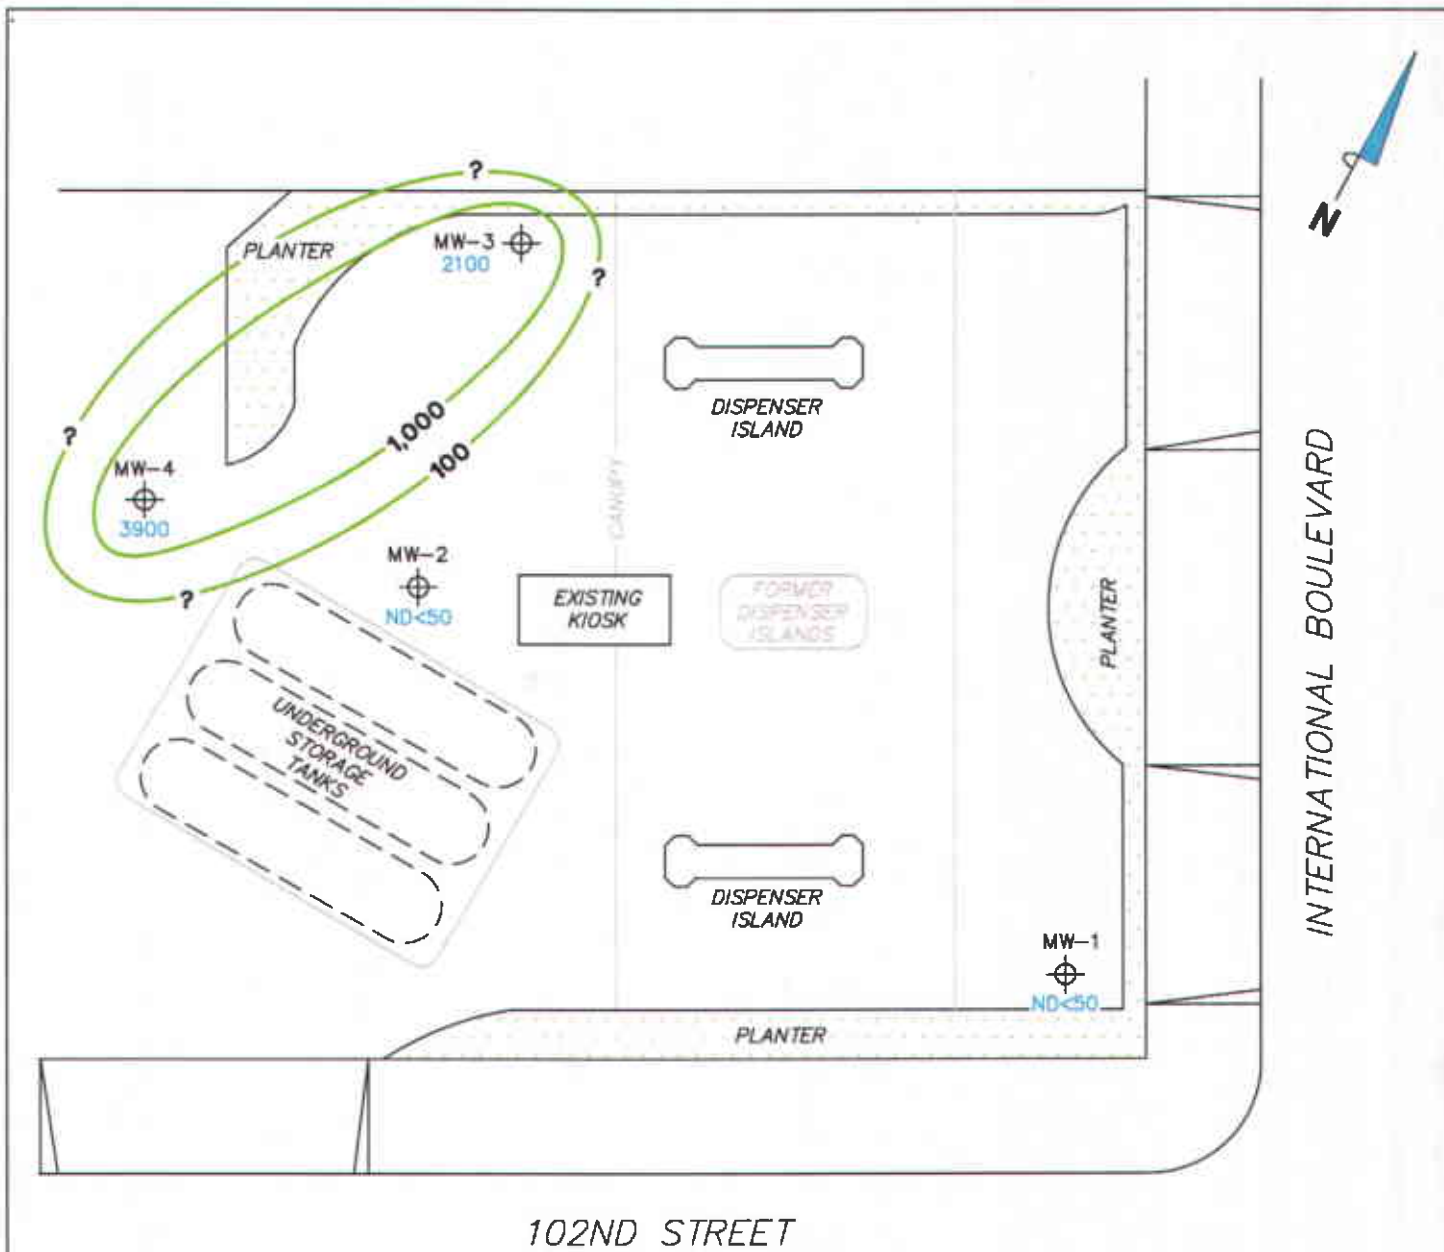 ?
N
PLANTER
MW-3
2100
?
DISPENSER
ISLAND
1,000
100
?
MW-4
3900
CANOPY
MW-2
ND<50
?
EXISTING
KIOSK
FORMER
DISPENSER
ISLANDS
PLANTER
INTERNATIONAL BOULEVARD
UNDERGROUND
STORAGE
TANKS
DISPENSER
ISLAND
MW-1
ND<50
PLANTER
102ND STREET